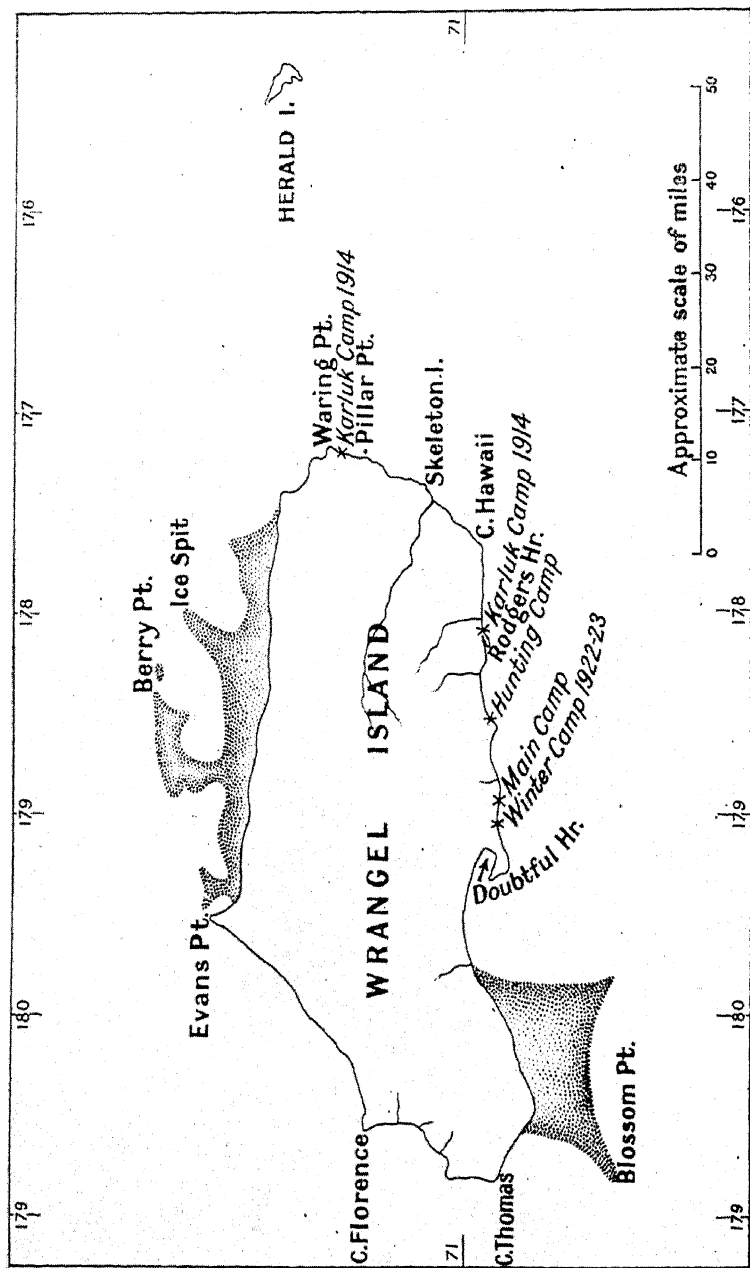 179
180
179
178
177
176
Berry Pt.
Ice Spit
Evans Pt.
HERALD I.
Waring Pt.
Karluk Camp 1914
Pillar Pt.
C. Florence
WRANGEL ISLAND
Skeleton I.
71
71
C. Thomas
C. Hawaii
Karluk Camp 1914
Rodgers Hr.
Hunting Camp
Main Camp
Winter Camp 1922-23
Doubtful Hr.
Blossom Pt.
Approximate scale of miles
0 10 20 30 40 50
179
180
179
178
177
176